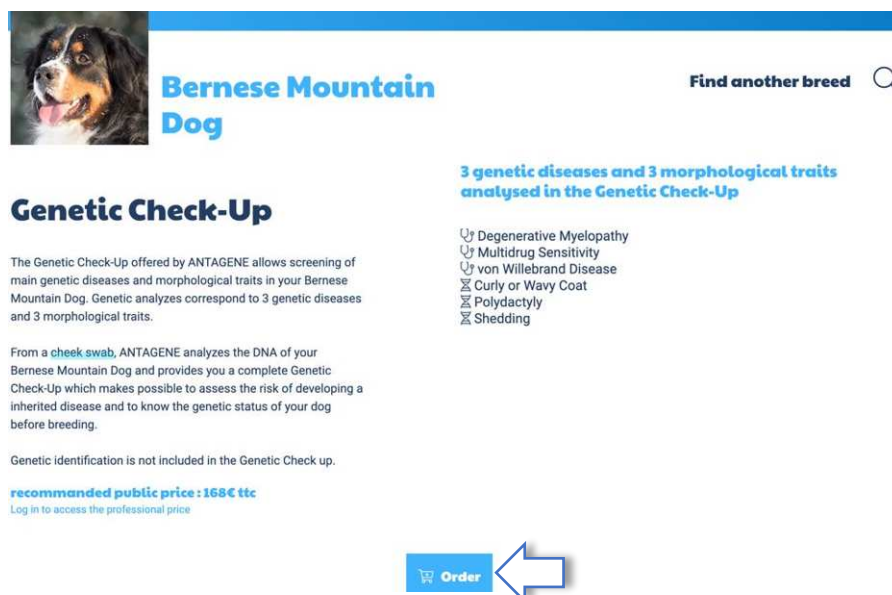 Bernese Mountain
Dog
Find another breed
Genetic Check-Up
The Genetic Check-Up offered by ANTAGENE allows screening of
main genetic diseases and morphological traits in your Bernese
Mountain Dog. Genetic analyzes correspond to 3 genetic diseases
and 3 morphological traits.
From a cheek swab, ANTAGENE analyzes the DNA of your
Bernese Mountain Dog and provides you a complete Genetic
Check-Up which makes possible to assess the risk of developing a
inherited disease and to know the genetic status of your dog
before breeding.
Genetic identification is not included in the Genetic Check up.
recommanded public price : 168€ ttc
Log in to access the professional price
3 genetic diseases and 3 morphological traits
analysed in the Genetic Check-Up
Degenerative Myelopathy
Multidrug Sensitivity
von Willebrand Disease
Curly or Wavy Coat
Polydactyly
Shedding
Order